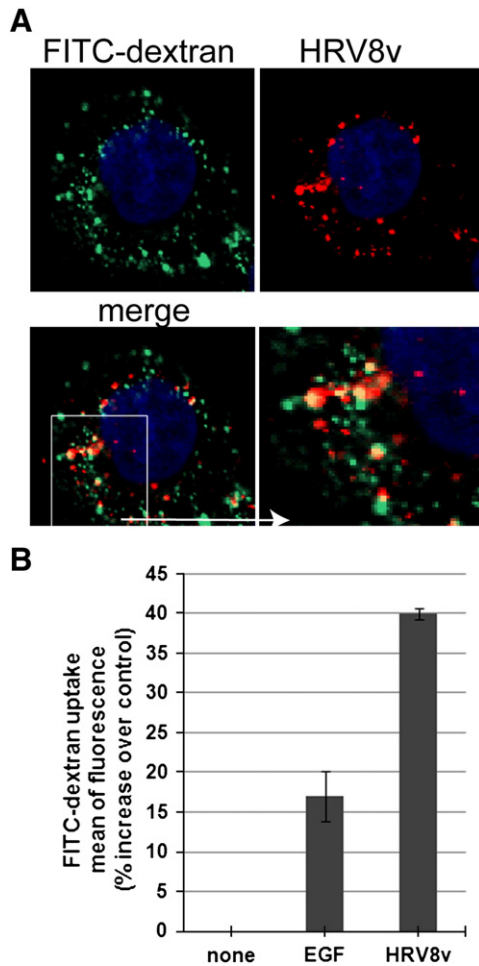 A
FITC-dextran HRV8v
merge
B
FITC-dextran uptake
mean of fluorescence
(% increase over control)
45
40
35
30
25
20
15
10
5
0
none EGF HRV8v